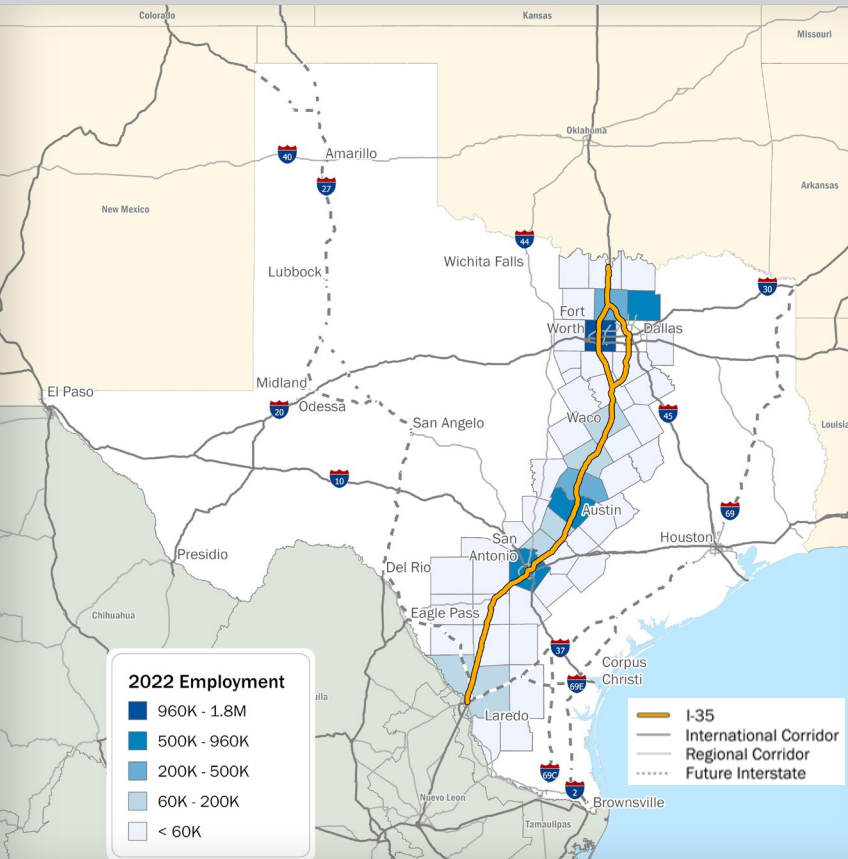 Colorado
Kansas
Missouri
Oklahoma
40
Amarillo
27
Arkansas
New Mexico
44
Wichita Falls
Lubbock
30
Fort
Worth
Dallas
Midland
El Paso
20
Odessa
45
Waco
San Angelo
Louisia
10
69
Austin
Houston
San
Antonio
Presidio
Del Rio
Chihuahua
Eagle Pass
37
Corpus
Christi
69E
uila
Laredo
69C
2
Nuevo Leon
Brownsville
Tamaulipas
2022 Employment
960K - 1.8M
500K - 960K
200K - 500K
60K - 200K
< 60K
I-35
International Corridor
Regional Corridor
Future Interstate